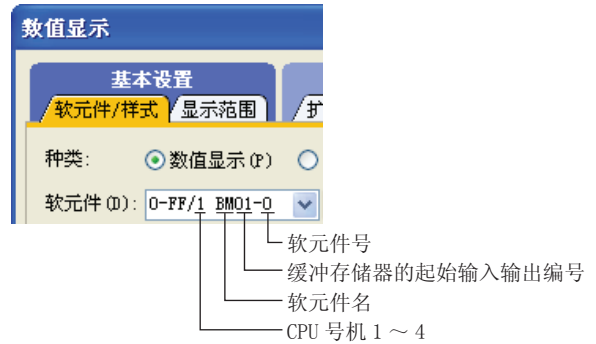 数值显示
基本设置
软元件/样式 显示范围 /扩
种类: 数值显示(P)
软元件(D): 0-FF/1 BM01-0
软元件号
缓冲存储器的起始输入输出编号
软元件名
CPU 号机 1 ～ 4